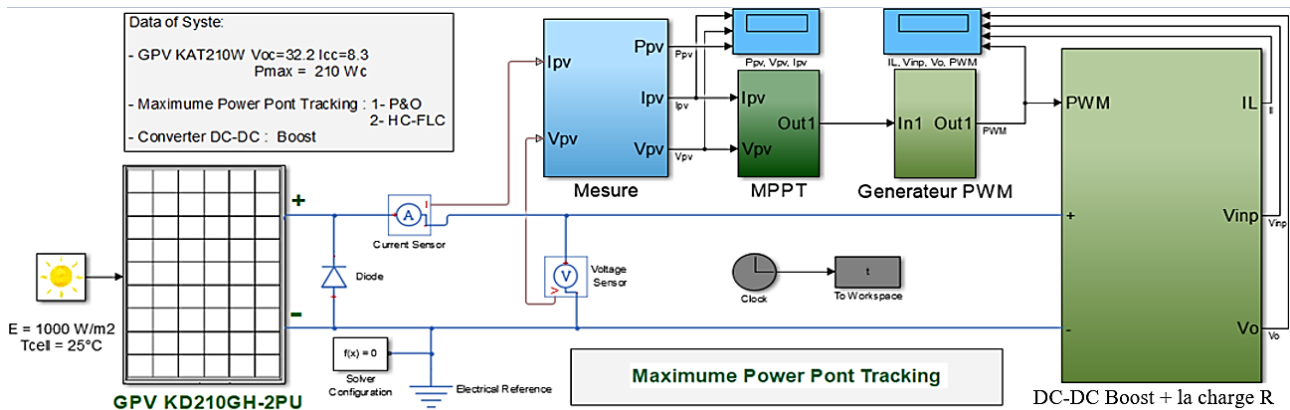 Data of Syste:
- GPV KAT210W Voc=32.2 Icc=8.3
Pmax = 210 Wc
- Maximume Power Pont Tracking : 1- P&O
2- HC-FLC
- Converter DC-DC : Boost
Ipv
Vpv
Ppv
Ipv
Vpv
Mesure
Ppv
Ipv
Vpv
Ppv, Vpv, Ipv
Ipv
Vpv
Out1
MPPT
IL, Vinp, Vo, PWM
In1
Out1
Generateur PWM
PWM
PWM
IL
Vinp
Vo
+
-
Il
Vinp
Vo
DC-DC Boost + la charge R
+
-
A
I
Current Sensor
Diode
V
V
Voltage
Sensor
Clock
t
To Workspace
E = 1000 W/m2
Tcell = 25°C
GPV KD210GH-2PU
f(x) = 0
Solver
Configuration
Electrical Reference
Maximume Power Pont Tracking